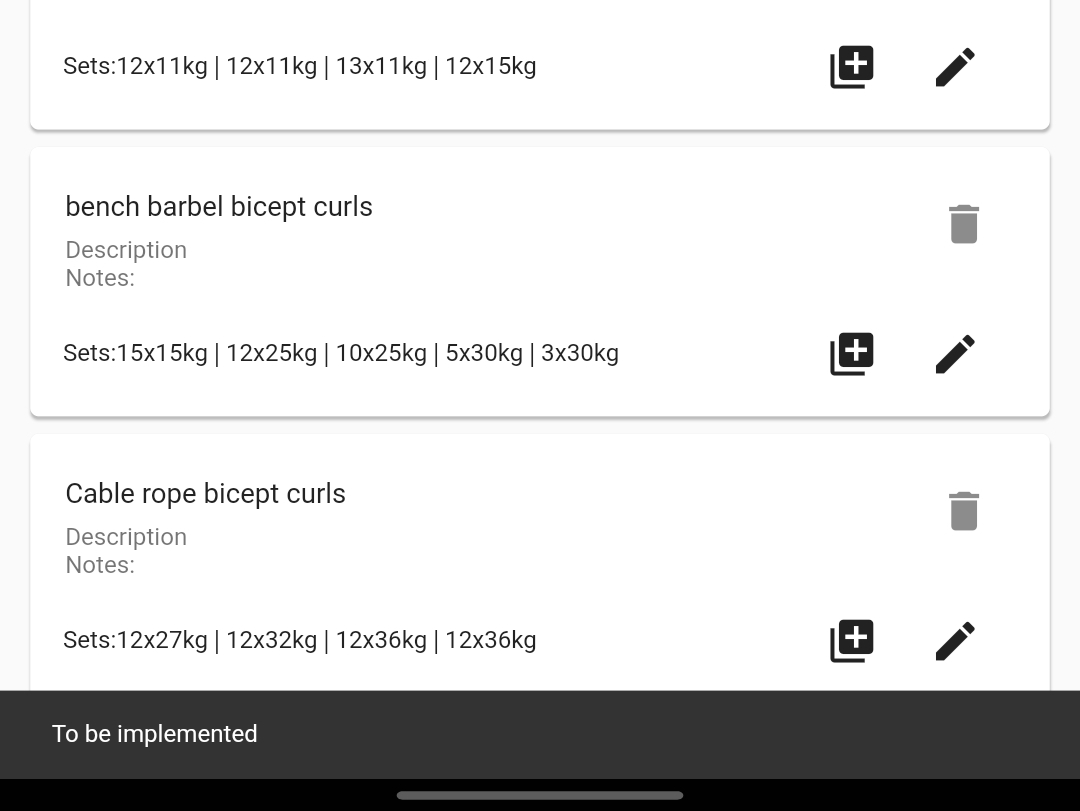 Sets:12x11kg | 12x11kg | 13x11kg | 12x15kg
bench barbel bicept curls
Description
Notes:
Sets:15x15kg | 12x25kg | 10x25kg | 5x30kg | 3x30kg
Cable rope bicept curls
Description
Notes:
Sets:12x27kg | 12x32kg | 12x36kg | 12x36kg
To be implemented